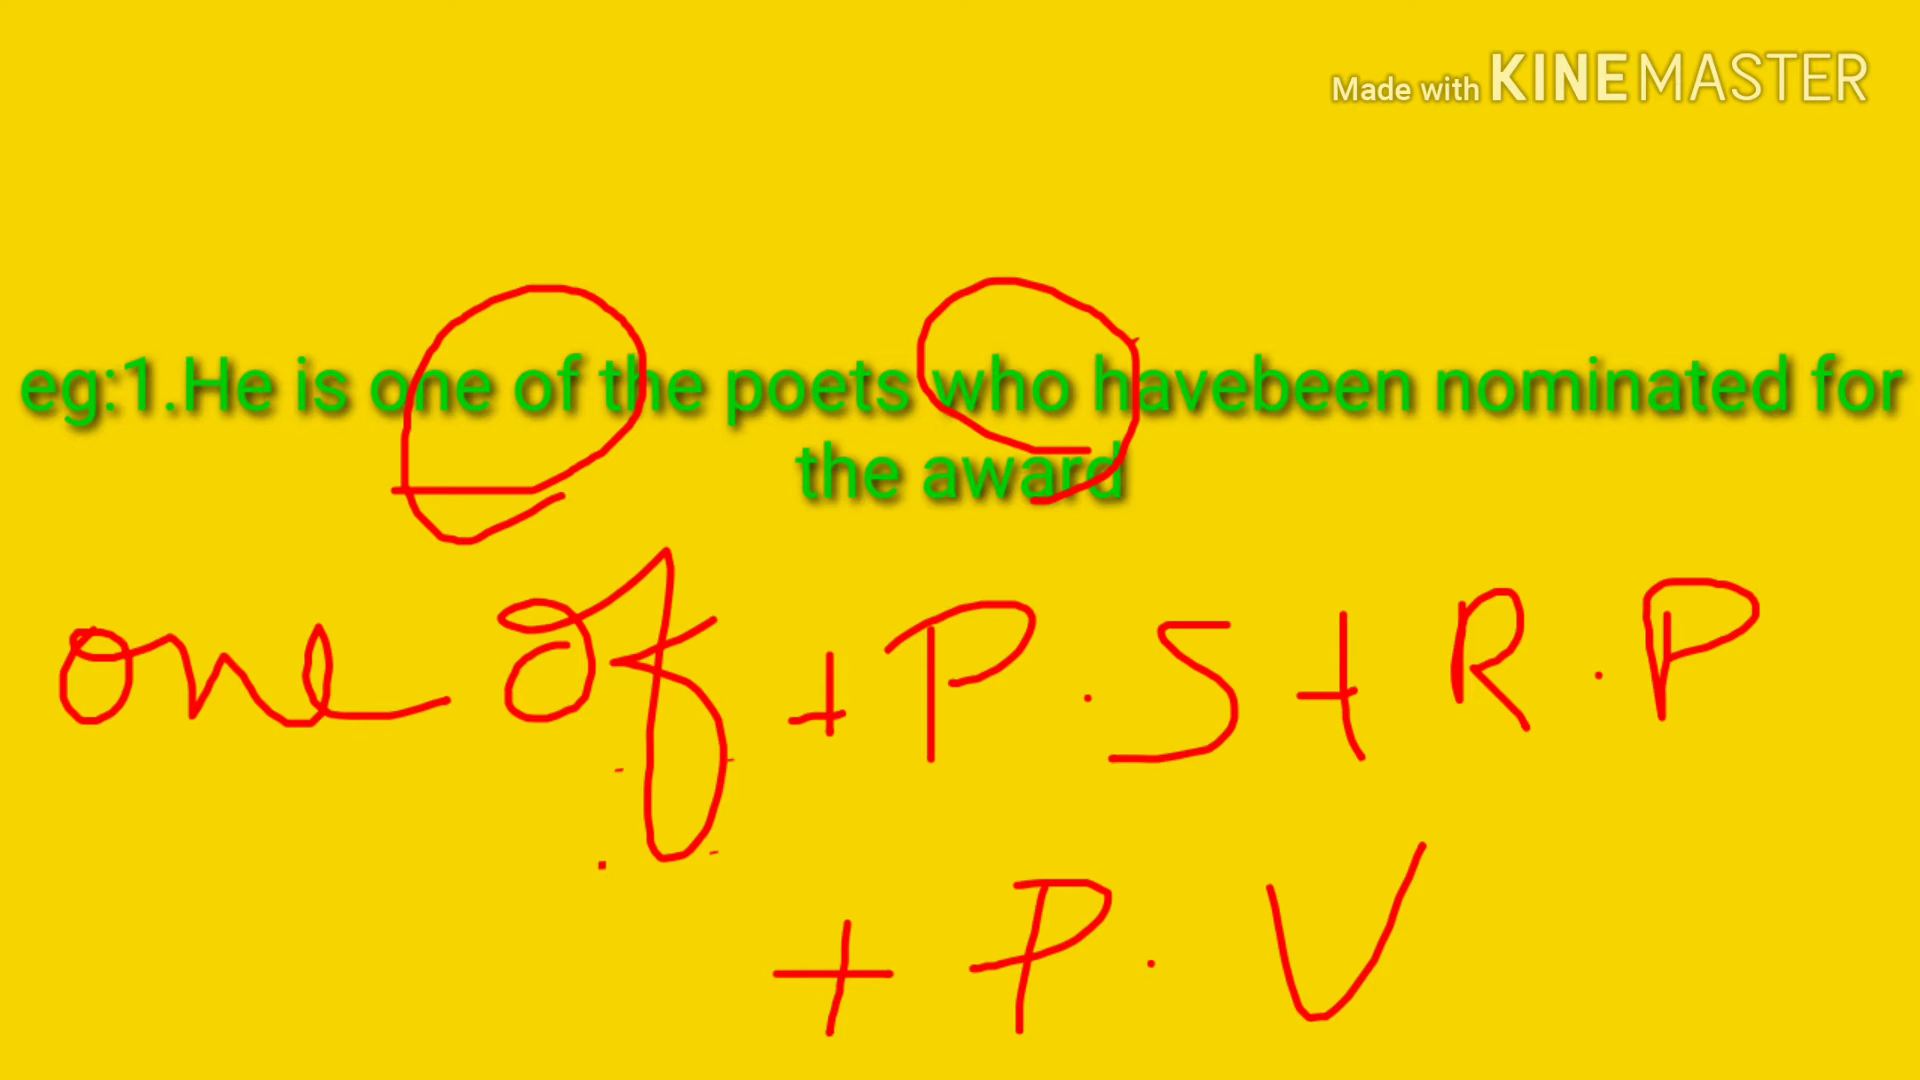 Made with KINEMASTER
eg:1.He is one of the poets who havebeen nominated for
the award
one of + P . S + R . P
+ P . V